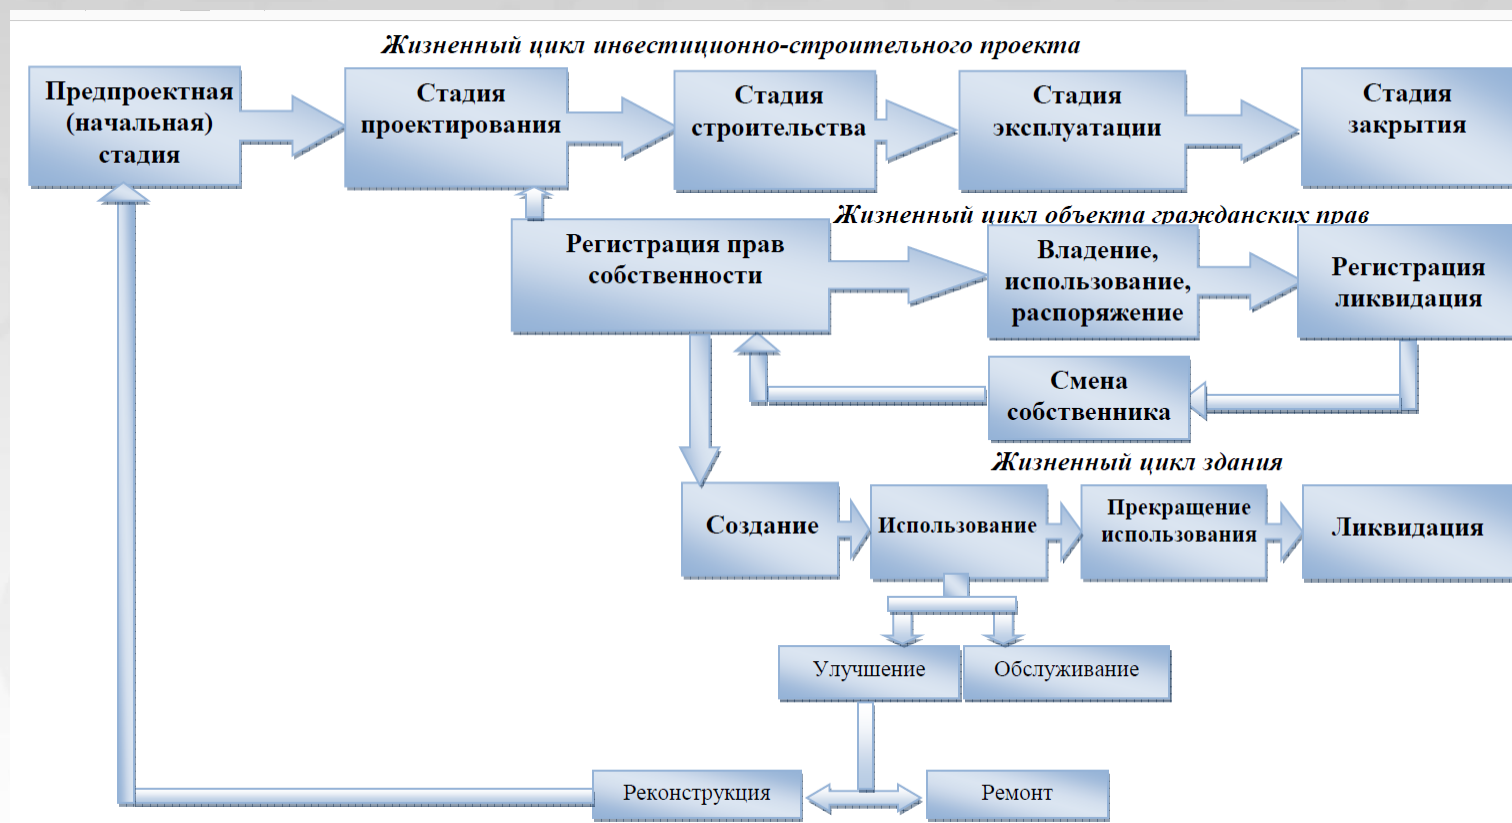 Жизненный цикл инвестиционно-строительного проекта
Предпроектная
(начальная)
стадия
Стадия
проектирования
Стадия
строительства
Стадия
эксплуатации
Стадия
закрытия
Жизненный цикл объекта гражданских прав
Регистрация прав
собственности
Владение,
использование,
распоряжение
Регистрация
ликвидация
Смена
собственника
Жизненный цикл здания
Создание
Использование
Прекращение
использования
Ликвидация
Улучшение
Обслуживание
Реконструкция
Ремонт